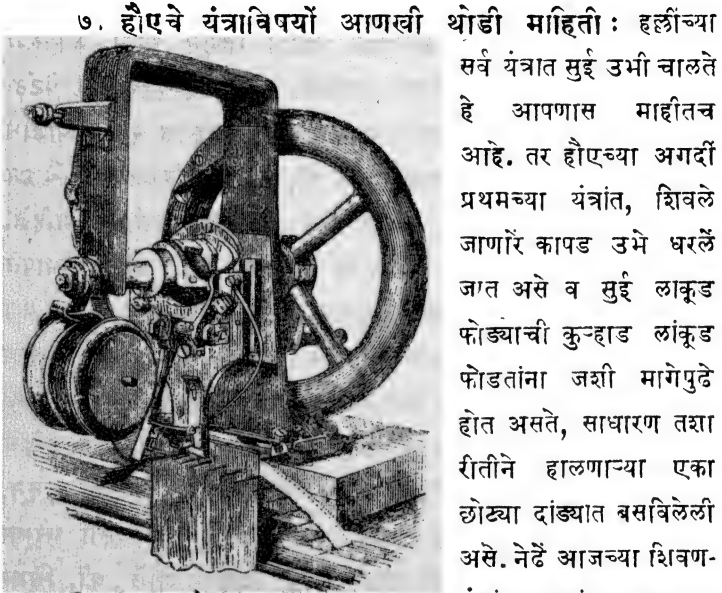 ७. हौएचे यंत्राविषयीं आणखी थोडी माहिती : हल्लींच्या
सर्व यंत्रात सुई उभी चालते
हे आपणास माहीतच
आहे. तर हौएच्या अगदीं
प्रथमच्या यंत्रांत, शिवले
जाणारें कापड उभे धरलें
जात असे व सुई लाकूड
फोड्याची कुऱ्हाड लांकूड
फोडतांना जशी मागेपुढे
होत असते, साधारण तशा
रीतीने हालणाऱ्या एका
छोट्या दांड्यात बसविलेली
असे. नेढें आजच्या शिवण-